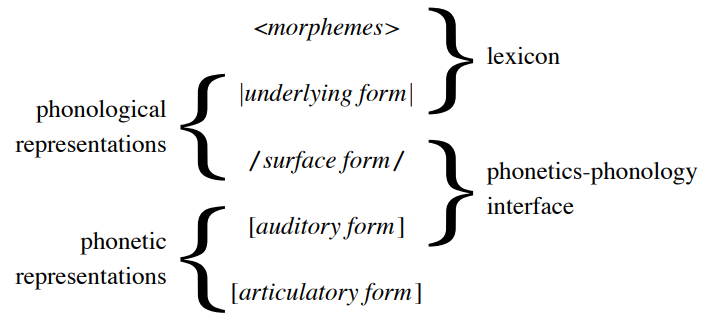 <morphemes>
lexicon
|underlying form|
phonological
representations
/surface form/
phonetics-phonology
interface
[auditory form]
phonetic
representations
[articulatory form]